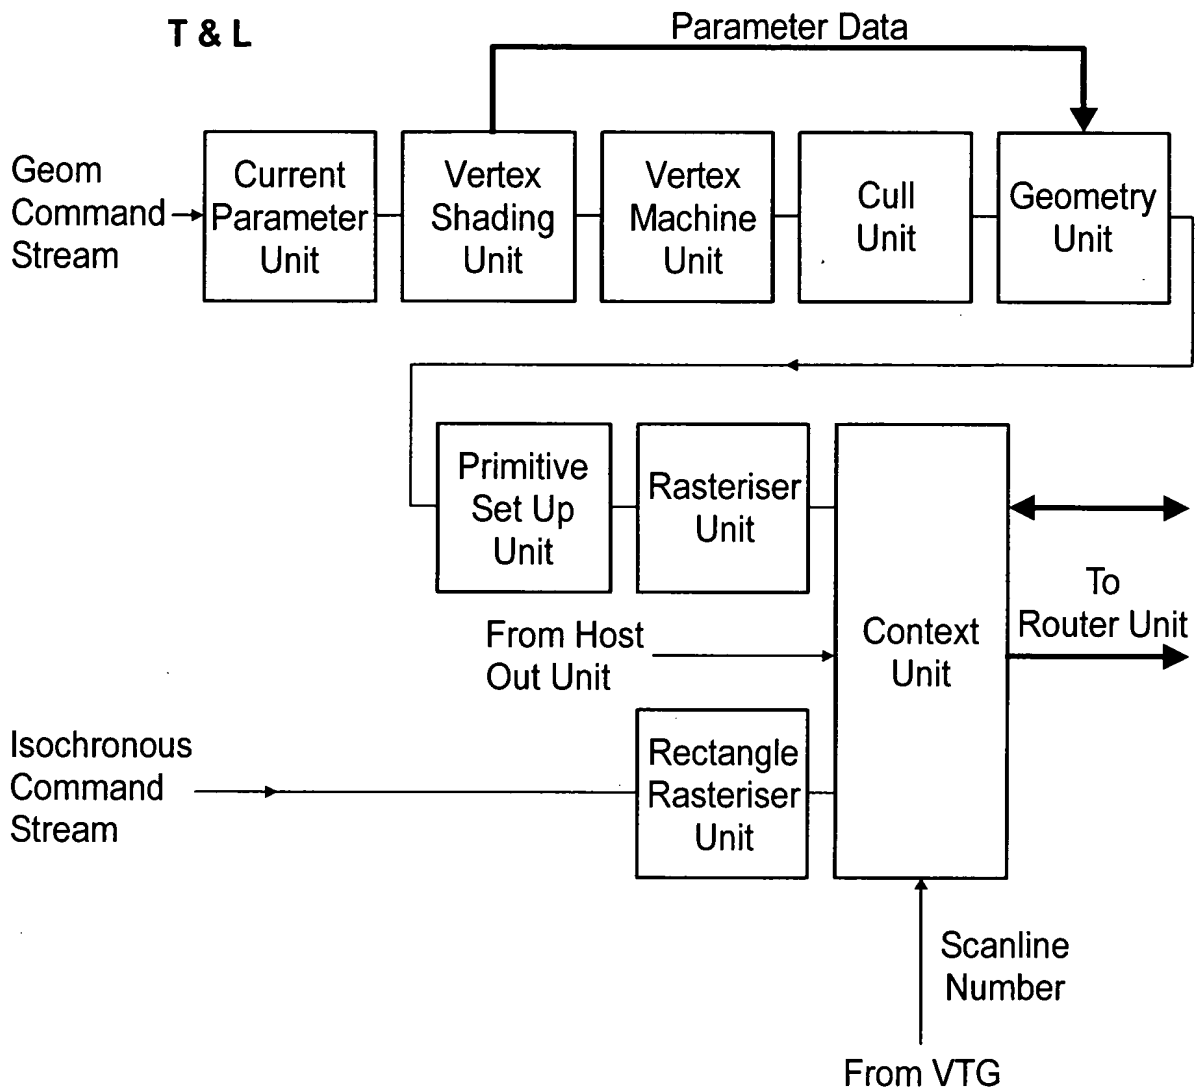 T & L
Parameter Data
Geom
Command
Stream
Current
Parameter
Unit
Vertex
Shading
Unit
Vertex
Machine
Unit
Cull
Unit
Geometry
Unit
Primitive
Set Up
Unit
Rasteriser
Unit
Context
Unit
To
Router Unit
From Host
Out Unit
Isochronous
Command
Stream
Rectangle
Rasteriser
Unit
Scanline
Number
From VTG